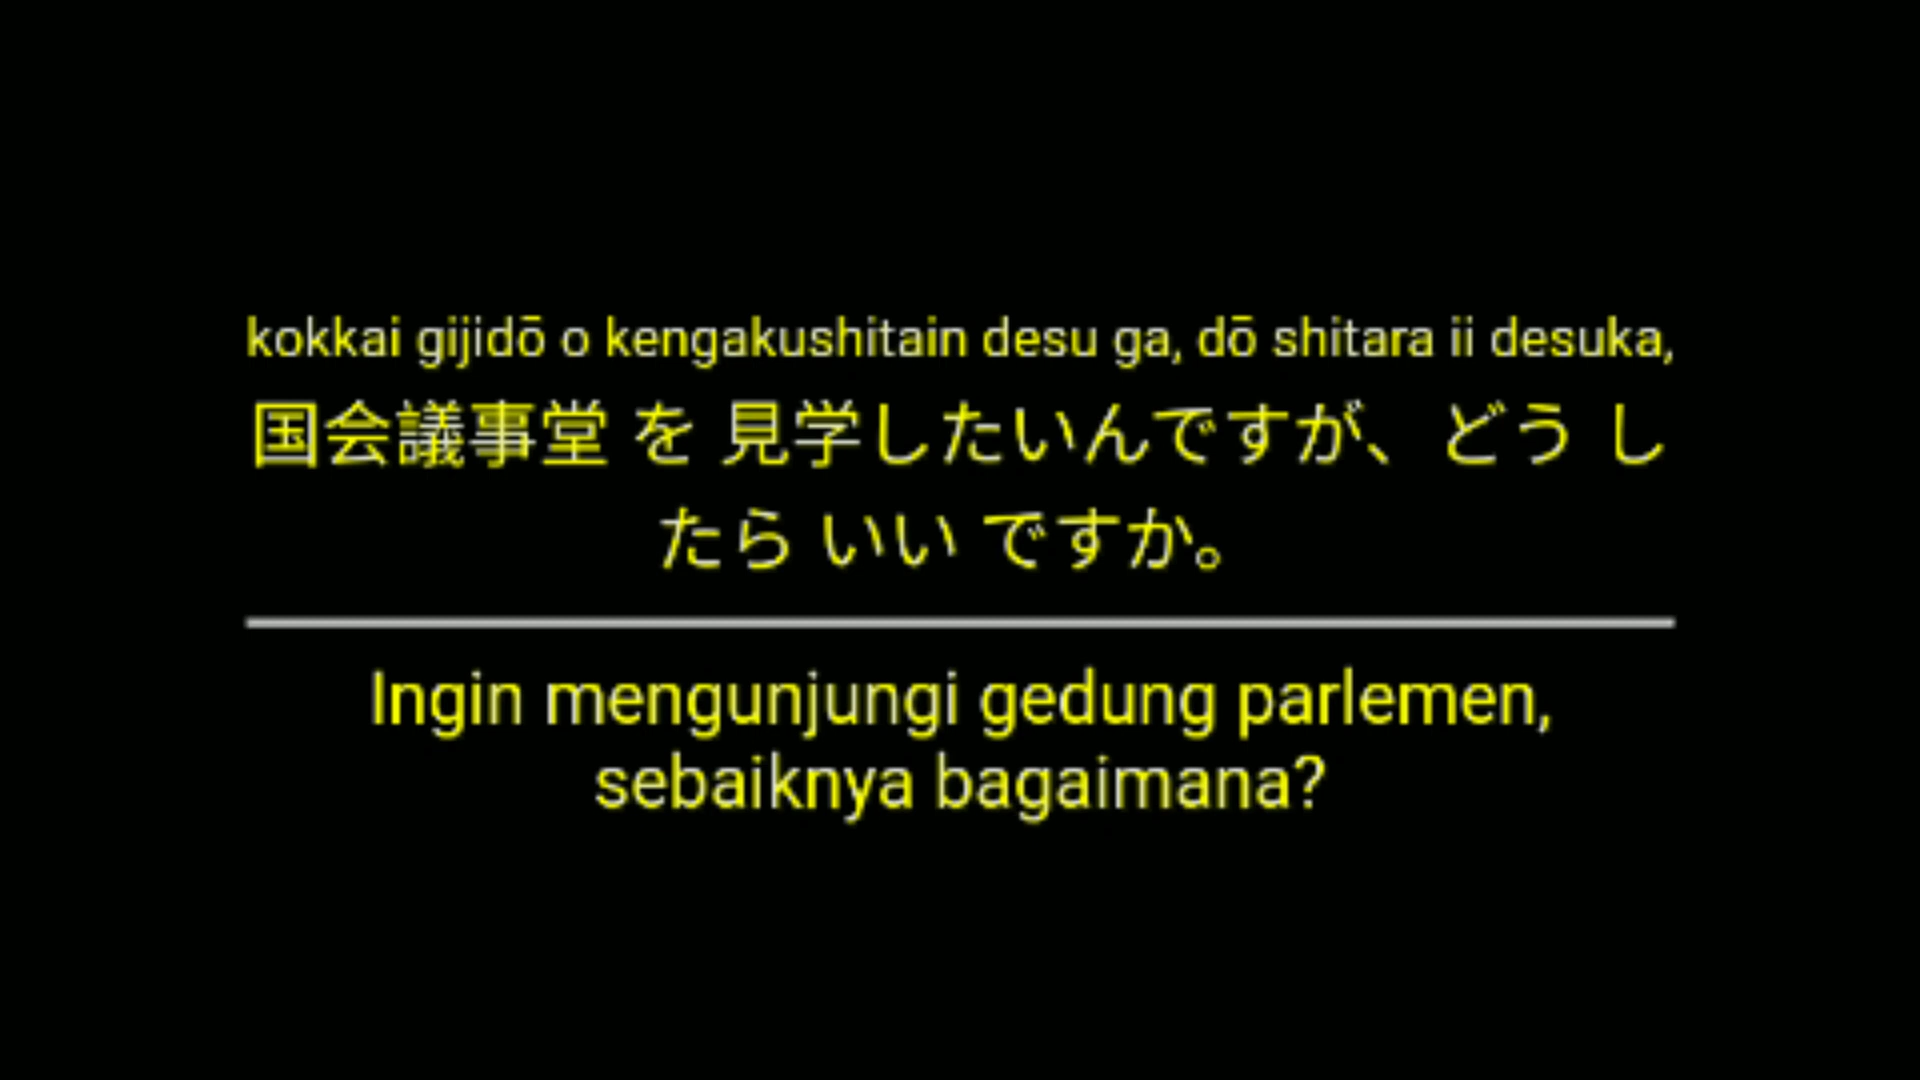 kokkai gijidō o kengakushitain desu ga, dō shitara ii desuka,
国会議事堂 を 見学したいんですが、どう し
たら いい ですか。
Ingin mengunjungi gedung parlemen,
sebaiknya bagaimana?